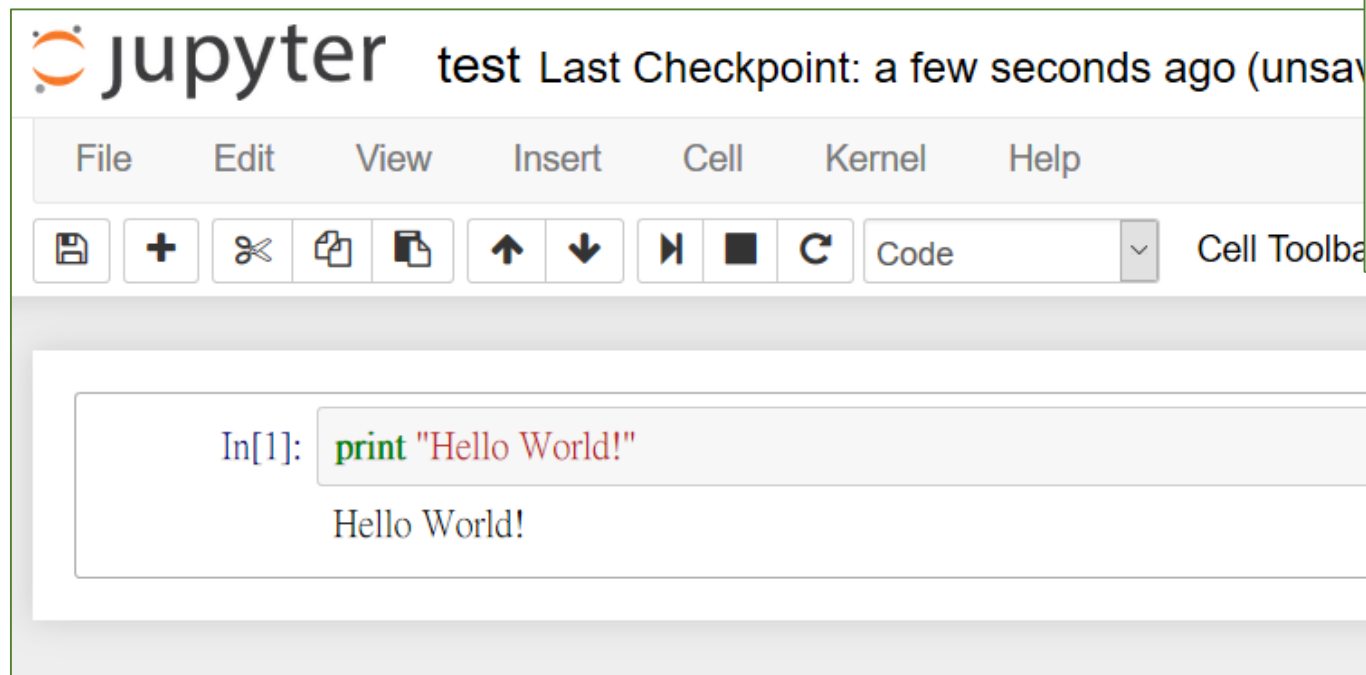 jupyter test Last Checkpoint: a few seconds ago (unsa
File Edit View Insert Cell Kernel Help
Code Cell Toolba
In[1]: print "Hello World!"
Hello World!